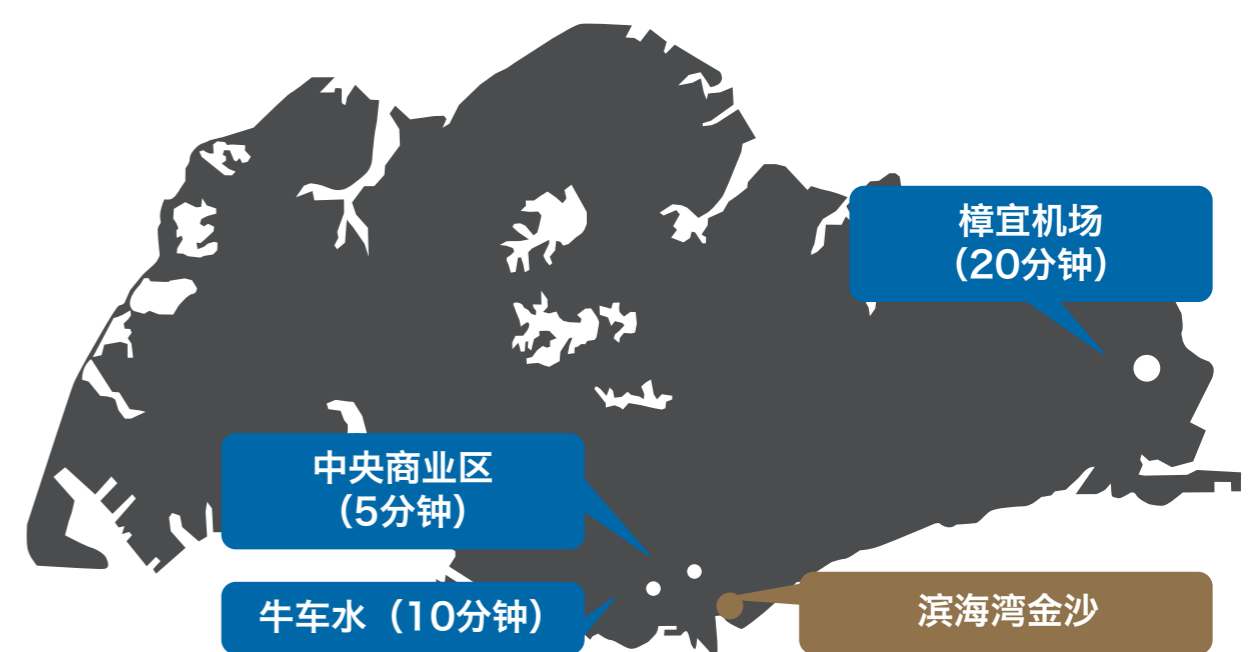 樟宜机场
（20分钟）
中央商业区
（5分钟）
牛车水（10分钟）
滨海湾金沙